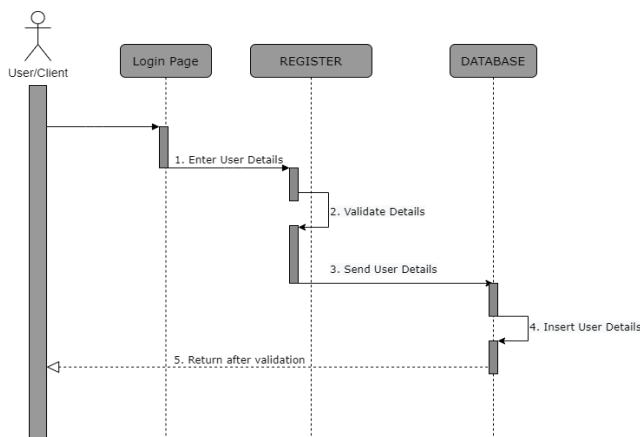 User/Client
Login Page
REGISTER
DATABASE
1. Enter User Details
2. Validate Details
3. Send User Details
4. Insert User Details
5. Return after validation